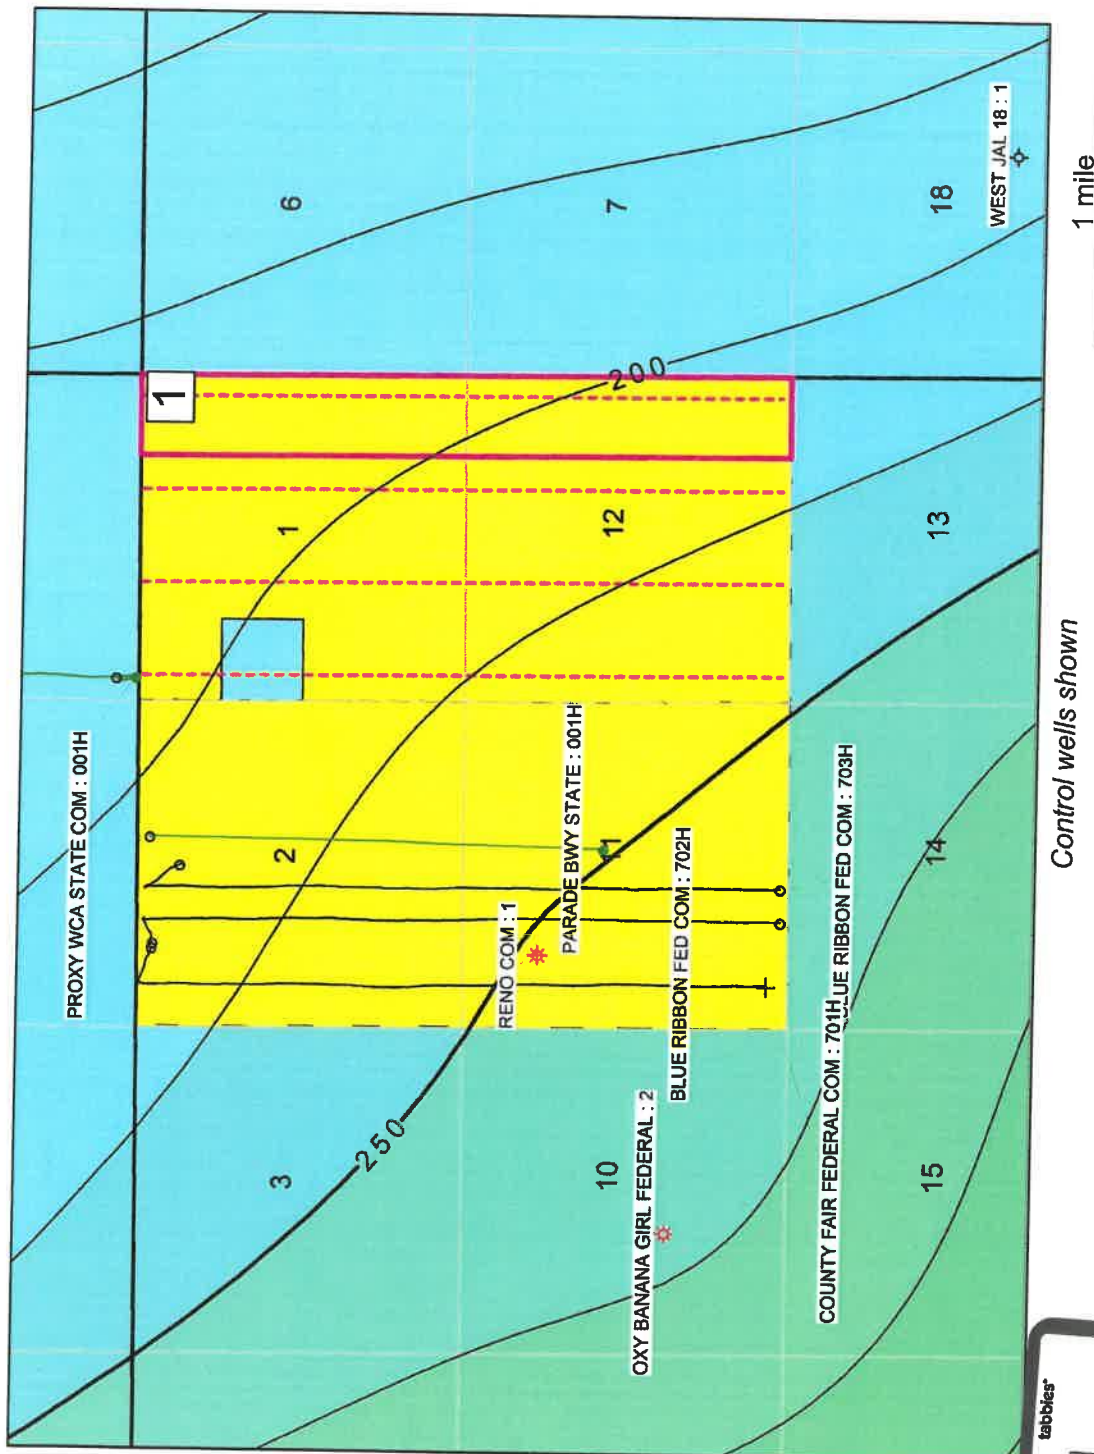 PROXY WCA STATE COM : 001H
6
1
2
3
200
250
RENO COM : 1
PARADE BWY STATE : 001H
7
12
11
10
BLUE RIBBON FED COM : 702H
OXY BANANA GIRL FEDERAL : 2
BLUE RIBBON FED COM : 703H
COUNTY FAIR FEDERAL COM : 701H
18
13
14
15
WEST JAL 18 : 1
1
Control wells shown
1 mile
tabbies®